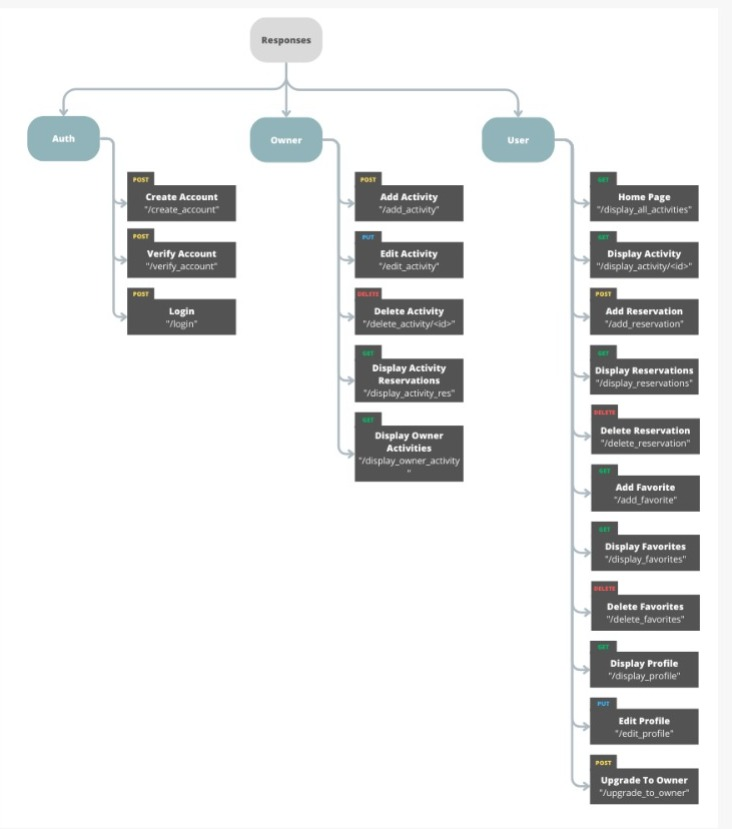 Responses
Auth
Owner
User
POST
Create Account
"/create_account"
POST
Verify Account
"/verify_account"
POST
Login
"/login"
POST
Add Activity
"/add_activity"
PUT
Edit Activity
"/edit_activity"
DELETE
Delete Activity
"/delete_activity/<id>"
GET
Display Activity
Reservations
"/display_activity_res"
GET
Display Owner
Activities
"/display_owner_activity
"
GET
Home Page
"/display_all_activities"
GET
Display Activity
"/display_activity/<id>"
POST
Add Reservation
"/add_reservation"
GET
Display Reservations
"/display_reservations"
DELETE
Delete Reservation
"/delete_reservation"
GET
Add Favorite
"/add_favorite"
GET
Display Favorites
"/display_favorites"
DELETE
Delete Favorites
"/delete_favorites"
GET
Display Profile
"/display_profile"
PUT
Edit Profile
"/edit_profile"
POST
Upgrade To Owner
"/upgrade_to_owner"